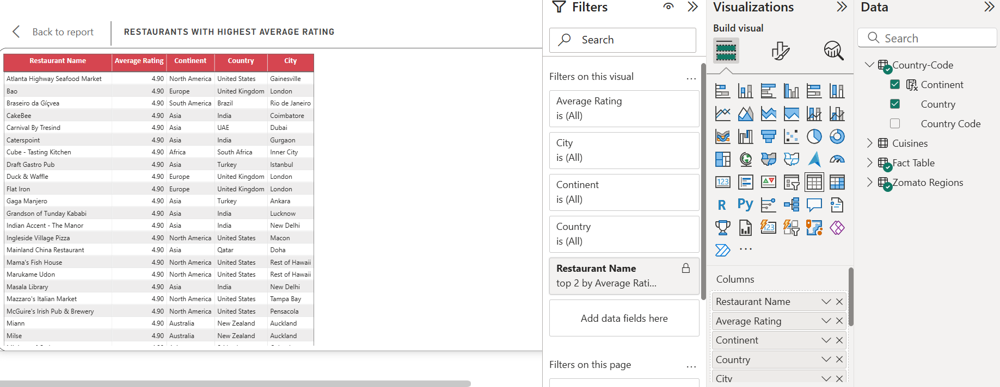 Back to report
RESTAURANTS WITH HIGHEST AVERAGE RATING
Restaurant Name Average Rating Continent Country City
Atlanta Highway Seafood Market 4.90 North America United States Gainesville
Bao 4.90 Europe United Kingdom London
Braseiro da Gíçvea 4.90 South America Brazil Rio de Janeiro
CakeBee 4.90 Asia India Coimbatore
Carnival By Tresind 4.90 Asia UAE Dubai
Caterspoint 4.90 Asia India Gurgaon
Cube - Tasting Kitchen 4.90 Africa South Africa Inner City
Draft Gastro Pub 4.90 Asia Turkey Istanbul
Duck & Waffle 4.90 Europe United Kingdom London
Flat Iron 4.90 Europe United Kingdom London
Gaga Manjero 4.90 Asia Turkey Ankara
Grandson of Tunday Kababi 4.90 Asia India Lucknow
Indian Accent - The Manor 4.90 Asia India New Delhi
Ingleside Village Pizza 4.90 North America United States Macon
Mainland China Restaurant 4.90 Asia Qatar Doha
Mama's Fish House 4.90 North America United States Rest of Hawaii
Marukame Udon 4.90 North America United States Rest of Hawaii
Masala Library 4.90 Asia India New Delhi
Mazzaro's Italian Market 4.90 North America United States Tampa Bay
McGuire's Irish Pub & Brewery 4.90 North America United States Pensacola
Miann 4.90 Australia New Zealand Auckland
Milse 4.90 Australia New Zealand Auckland
Filters
Search
Filters on this visual
...
Average Rating
is (All)
City
is (All)
Continent
is (All)
Country
is (All)
Restaurant Name
top 2 by Average Rati...
Add data fields here
Filters on this page
...
Visualizations
Build visual
123
R Py
123
...
Columns
Restaurant Name
Average Rating
Continent
Country
City
Data
Search
Country-Code
Continent
Country
Country Code
Cuisines
Fact Table
Zomato Regions